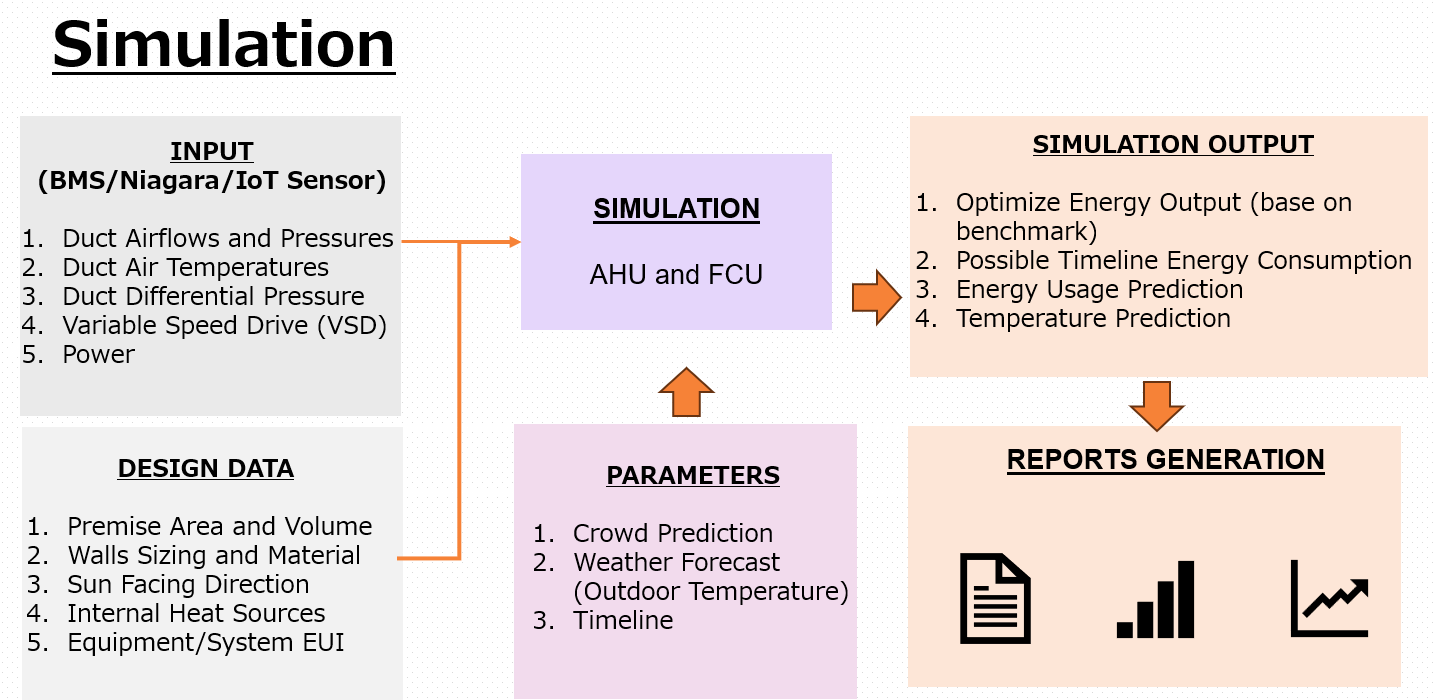 Simulation
INPUT
(BMS/Niagara/IoT Sensor)
1. Duct Airflows and Pressures
2. Duct Air Temperatures
3. Duct Differential Pressure
4. Variable Speed Drive (VSD)
5. Power
DESIGN DATA
1. Premise Area and Volume
2. Walls Sizing and Material
3. Sun Facing Direction
4. Internal Heat Sources
5. Equipment/System EUI
SIMULATION
AHU and FCU
PARAMETERS
1. Crowd Prediction
2. Weather Forecast
(Outdoor Temperature)
3. Timeline
SIMULATION OUTPUT
1. Optimize Energy Output (base on
benchmark)
2. Possible Timeline Energy Consumption
3. Energy Usage Prediction
4. Temperature Prediction
REPORTS GENERATION